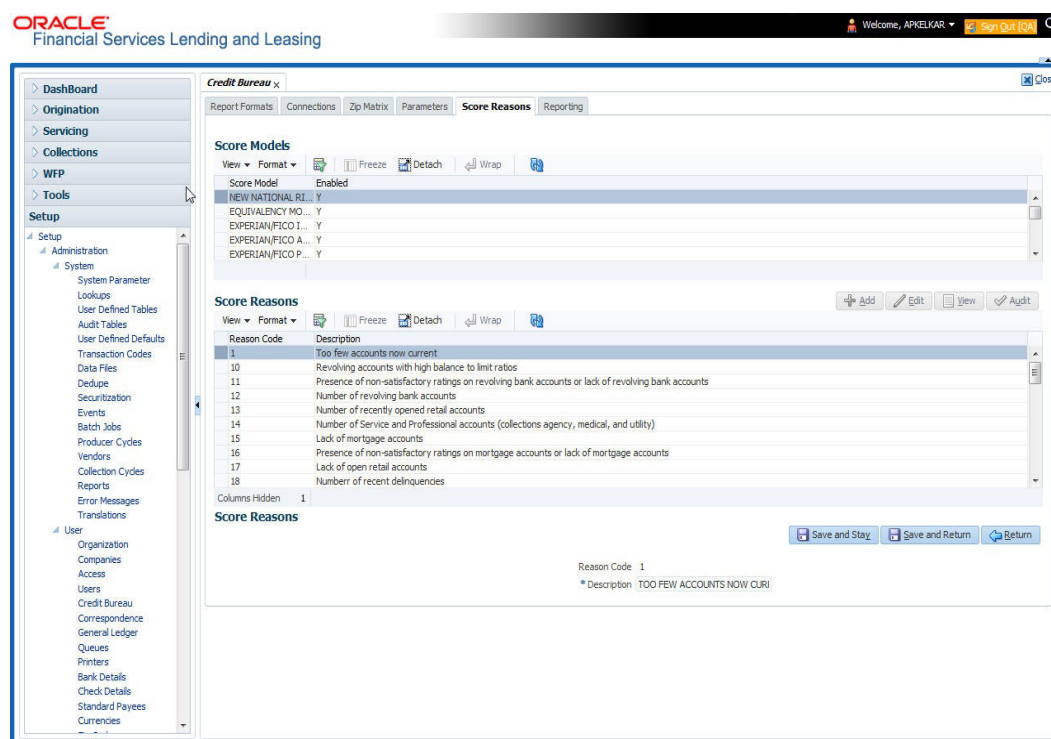 ORACLE
Financial Services Lending and Leasing
Welcome, APKELKAR
Sign Out [QA]
DashBoard
Origination
Servicing
Collections
WFP
Tools
Setup
Setup
Administration
System
System Parameter
Lookups
User Defined Tables
Audit Tables
User Defined Defaults
Transaction Codes
Data Files
Dedupe
Securitization
Events
Batch Jobs
Producer Cycles
Vendors
Collection Cycles
Reports
Error Messages
Translations
User
Organization
Companies
Access
Users
Credit Bureau
Correspondence
General Ledger
Queues
Printers
Bank Details
Check Details
Standard Payees
Currencies
Credit Bureau x
Clos
Report Formats Connections Zip Matrix Parameters Score Reasons Reporting
Score Models
View Format Freeze Detach Wrap
Score Model Enabled
NEW NATIONAL RI... Y
EQUIVALENCY MO... Y
EXPERIAN/FICO I... Y
EXPERIAN/FICO A... Y
EXPERIAN/FICO P... Y
Score Reasons
Add Edit View Audit
View Format Freeze Detach Wrap
Reason Code Description
1 Too few accounts now current
10 Revolving accounts with high balance to limit ratios
11 Presence of non-satisfactory ratings on revolving bank accounts or lack of revolving bank accounts
12 Number of revolving bank accounts
13 Number of recently opened retail accounts
14 Number of Service and Professional accounts (collections agency, medical, and utility)
15 Lack of mortgage accounts
16 Presence of non-satisfactory ratings on mortgage accounts or lack of mortgage accounts
17 Lack of open retail accounts
18 Numberr of recent delinquencies
Columns Hidden 1
Score Reasons
Save and Stay Save and Return Return
Reason Code 1
* Description TOO FEW ACCOUNTS NOW CURI